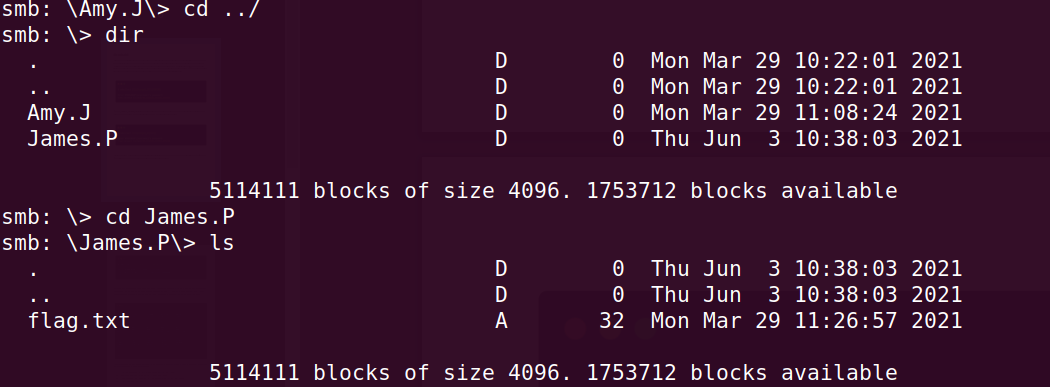 smb: \Amy.J\> cd ../
smb: \> dir
  .                                   D        0  Mon Mar 29 10:22:01 2021
  ..                                  D        0  Mon Mar 29 10:22:01 2021
  Amy.J                               D        0  Mon Mar 29 11:08:24 2021
  James.P                             D        0  Thu Jun  3 10:38:03 2021
                5114111 blocks of size 4096. 1753712 blocks available
smb: \> cd James.P
smb: \James.P\> ls
  .                                   D        0  Thu Jun  3 10:38:03 2021
  ..                                  D        0  Thu Jun  3 10:38:03 2021
  flag.txt                            A       32  Mon Mar 29 11:26:57 2021
                5114111 blocks of size 4096. 1753712 blocks available